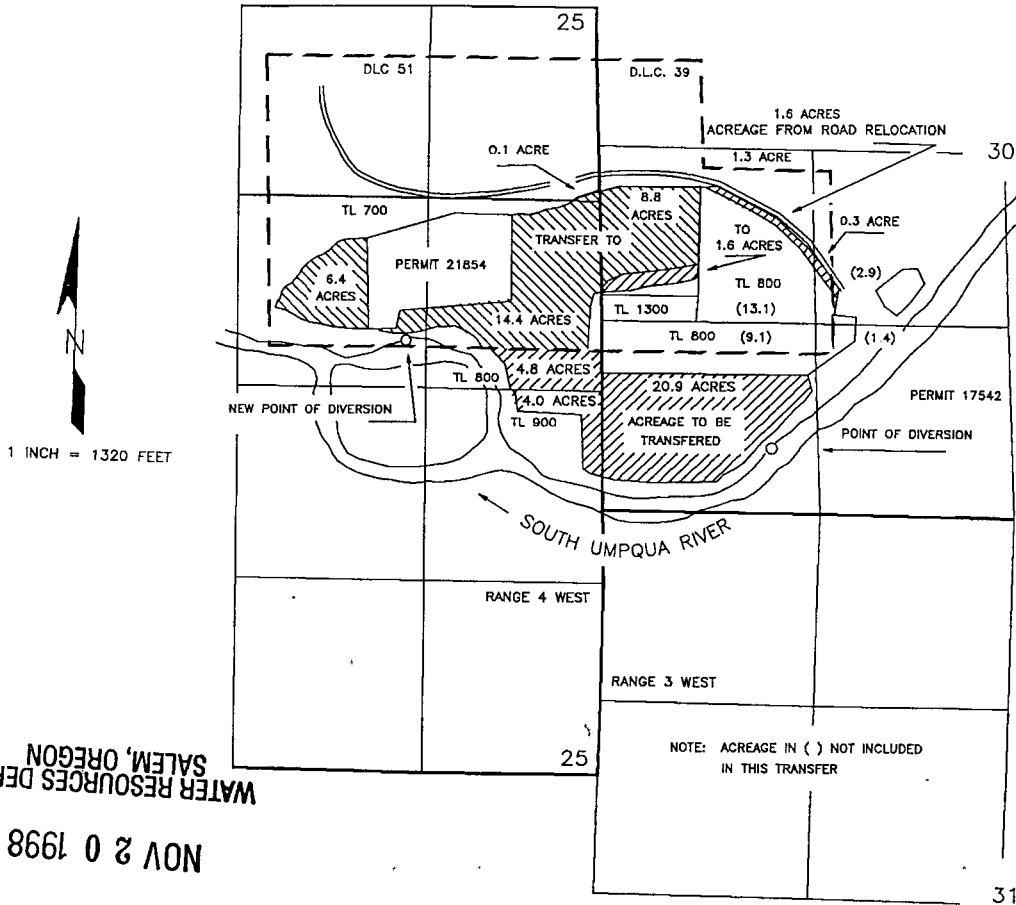 25
DLC 51
D.L.C. 39
1.6 ACRES
ACREAGE FROM ROAD RELOCATION
30
0.1 ACRE
1.3 ACRE
TL 700
8.8
ACRES
TO
1.6 ACRES
0.3 ACRE
TRANSFER TO
PERMIT 21854
6.4
ACRES
TL 800
(13.1)
(2.9)
14.4 ACRES
TL 1300
TL 800 (9.1)
(1.4)
4.8 ACRES
TL 800
20.9 ACRES
PERMIT 17542
NEW POINT OF DIVERSION
4.0 ACRES
TL 900
ACREAGE TO BE
TRANSFERED
POINT OF DIVERSION
N
1 INCH = 1320 FEET
SOUTH UMPQUA RIVER
RANGE 4 WEST
RANGE 3 WEST
NOTE: ACREAGE IN ( ) NOT INCLUDED
IN THIS TRANSFER
25
31
NOV 20 1998
WATER RESOURCES
SALEM, OREGON